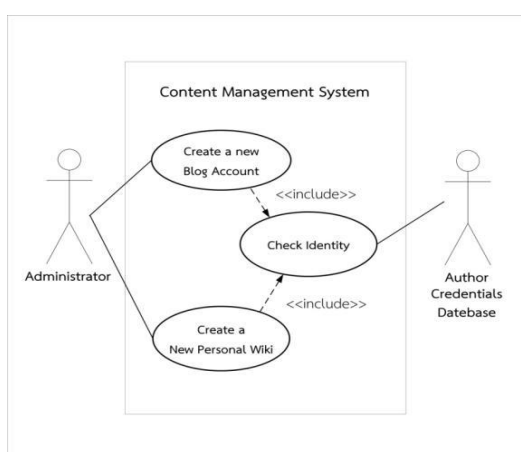 Content Management System
Create a new
Blog Account
<<include>>
Check Identity
Administrator
Author
Credentials
Datebase
<<include>>
Create a
New Personal Wiki